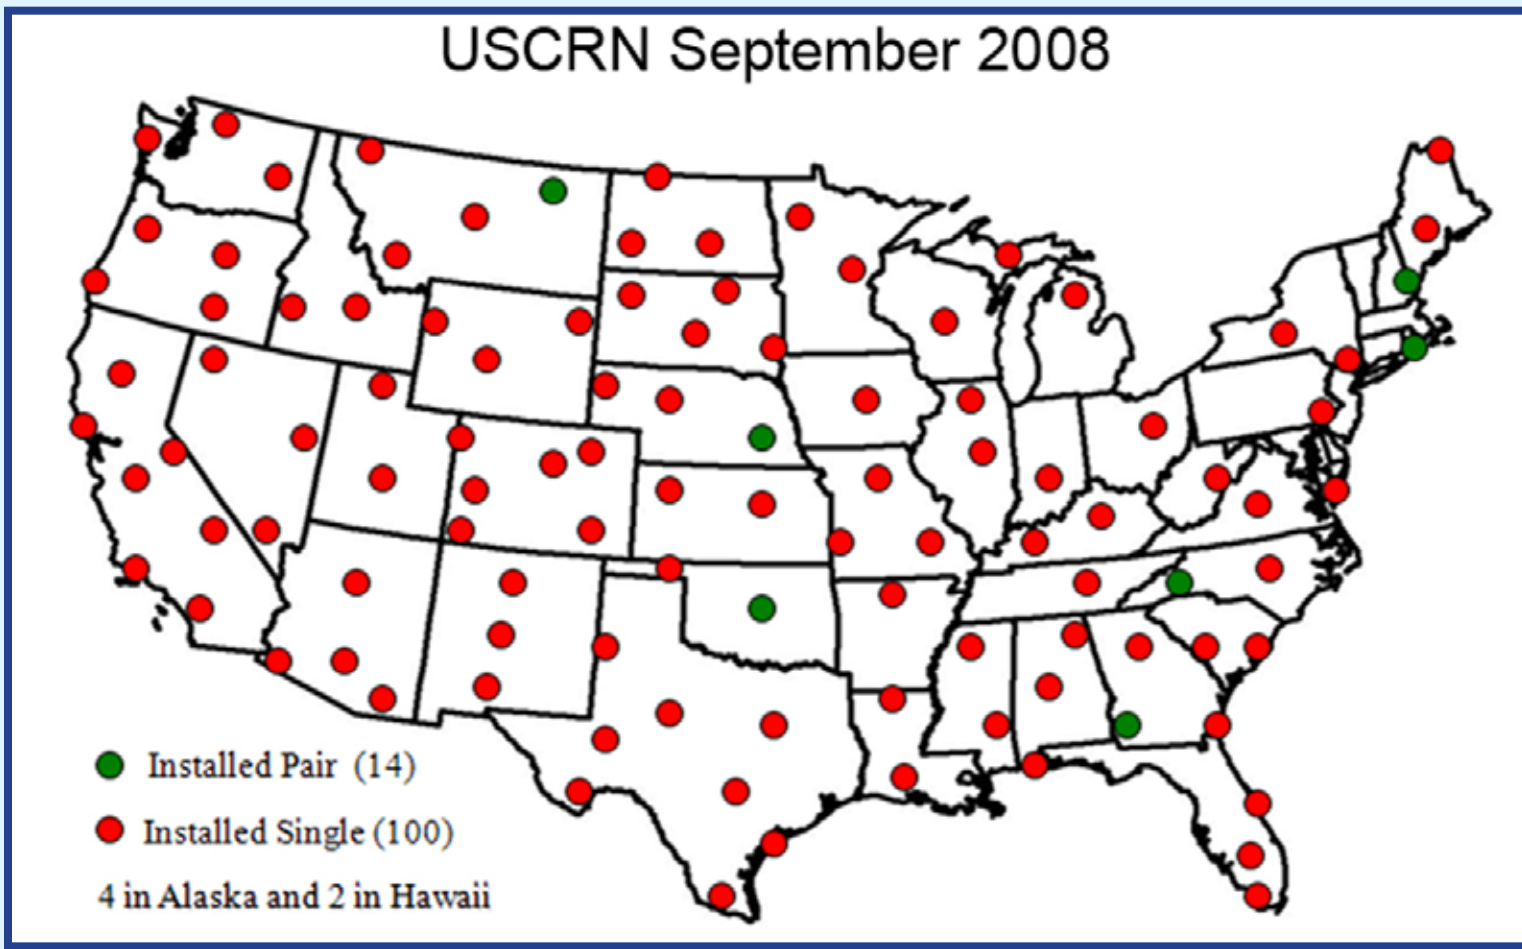 USCRN September 2008
Installed Pair (14)
Installed Single (100)
4 in Alaska and 2 in Hawaii